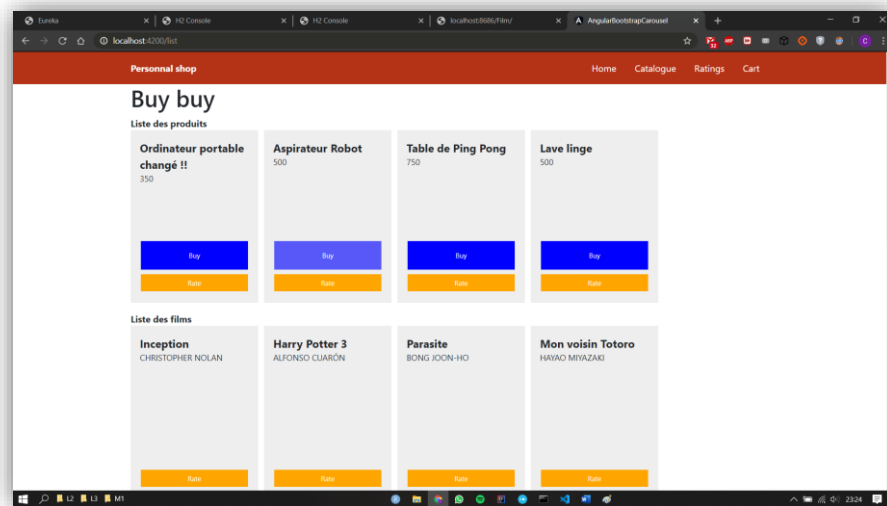 Eureka
H2 Console
H2 Console
localhost:8686/Film/
AngularBootstrapCarousel
localhost:4200/list
Personnal shop
Home
Catalogue
Ratings
Cart
Buy buy
Liste des produits
Ordinateur portable
changé !!
350
Aspirateur Robot
500
Table de Ping Pong
750
Lave linge
500
Buy
Buy
Buy
Buy
Rate
Rate
Rate
Rate
Liste des films
Inception
CHRISTOPHER NOLAN
Harry Potter 3
ALFONSO CUARÓN
Parasite
BONG JOON-HO
Mon voisin Totoro
HAYAO MIYAZAKI
Rate
Rate
Rate
Rate
L2
L3
M1
23:24